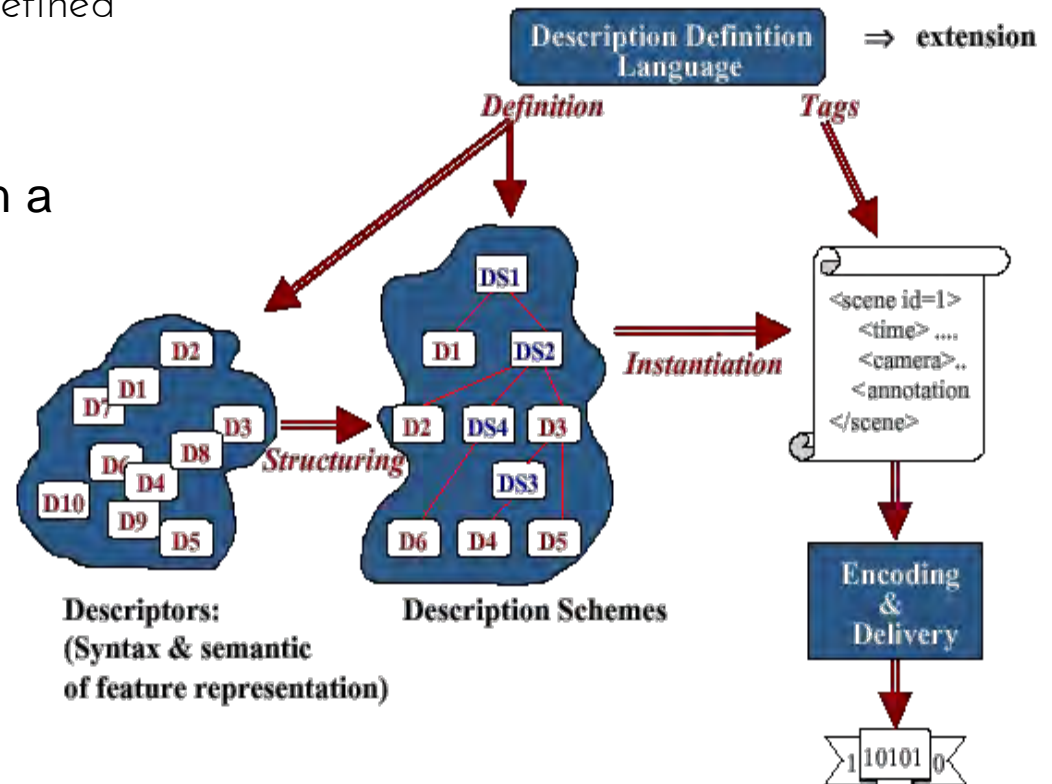 efined
n a
Description Definition
Language
⇒ extension
Definition
Tags
DS1
D1
DS2
D2
DS4
D3
DS3
D6
D4
D5
Instantiation
<scene id=1>
<time> ....
<camera>..
<annotation
</scene>
D2
D1
D7
D3
D8
D6
D4
D10
D9
D5
Structuring
Encoding
&
Delivery
Descriptors:
(Syntax & semantic
of feature representation)
Description Schemes
1 10101 0